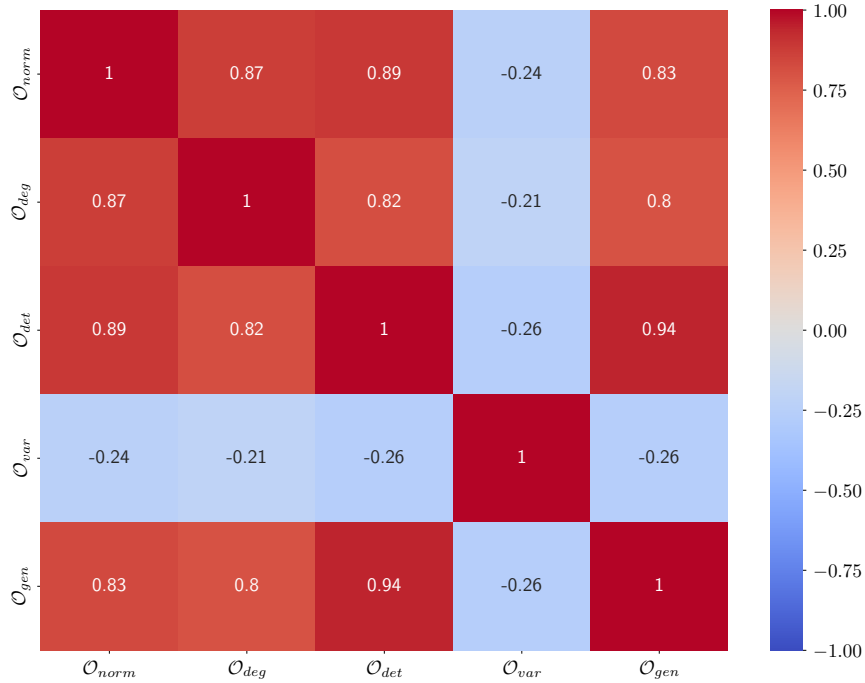 𝒪norm 1 0.87 0.89 -0.24 0.83
𝒪deg 0.87 1 0.82 -0.21 0.8
𝒪det 0.89 0.82 1 -0.26 0.94
𝒪var -0.24 -0.21 -0.26 1 -0.26
𝒪gen 0.83 0.8 0.94 -0.26 1
𝒪norm 𝒪deg 𝒪det 𝒪var 𝒪gen
1.00
0.75
0.50
0.25
0.00
−0.25
−0.50
−0.75
−1.00